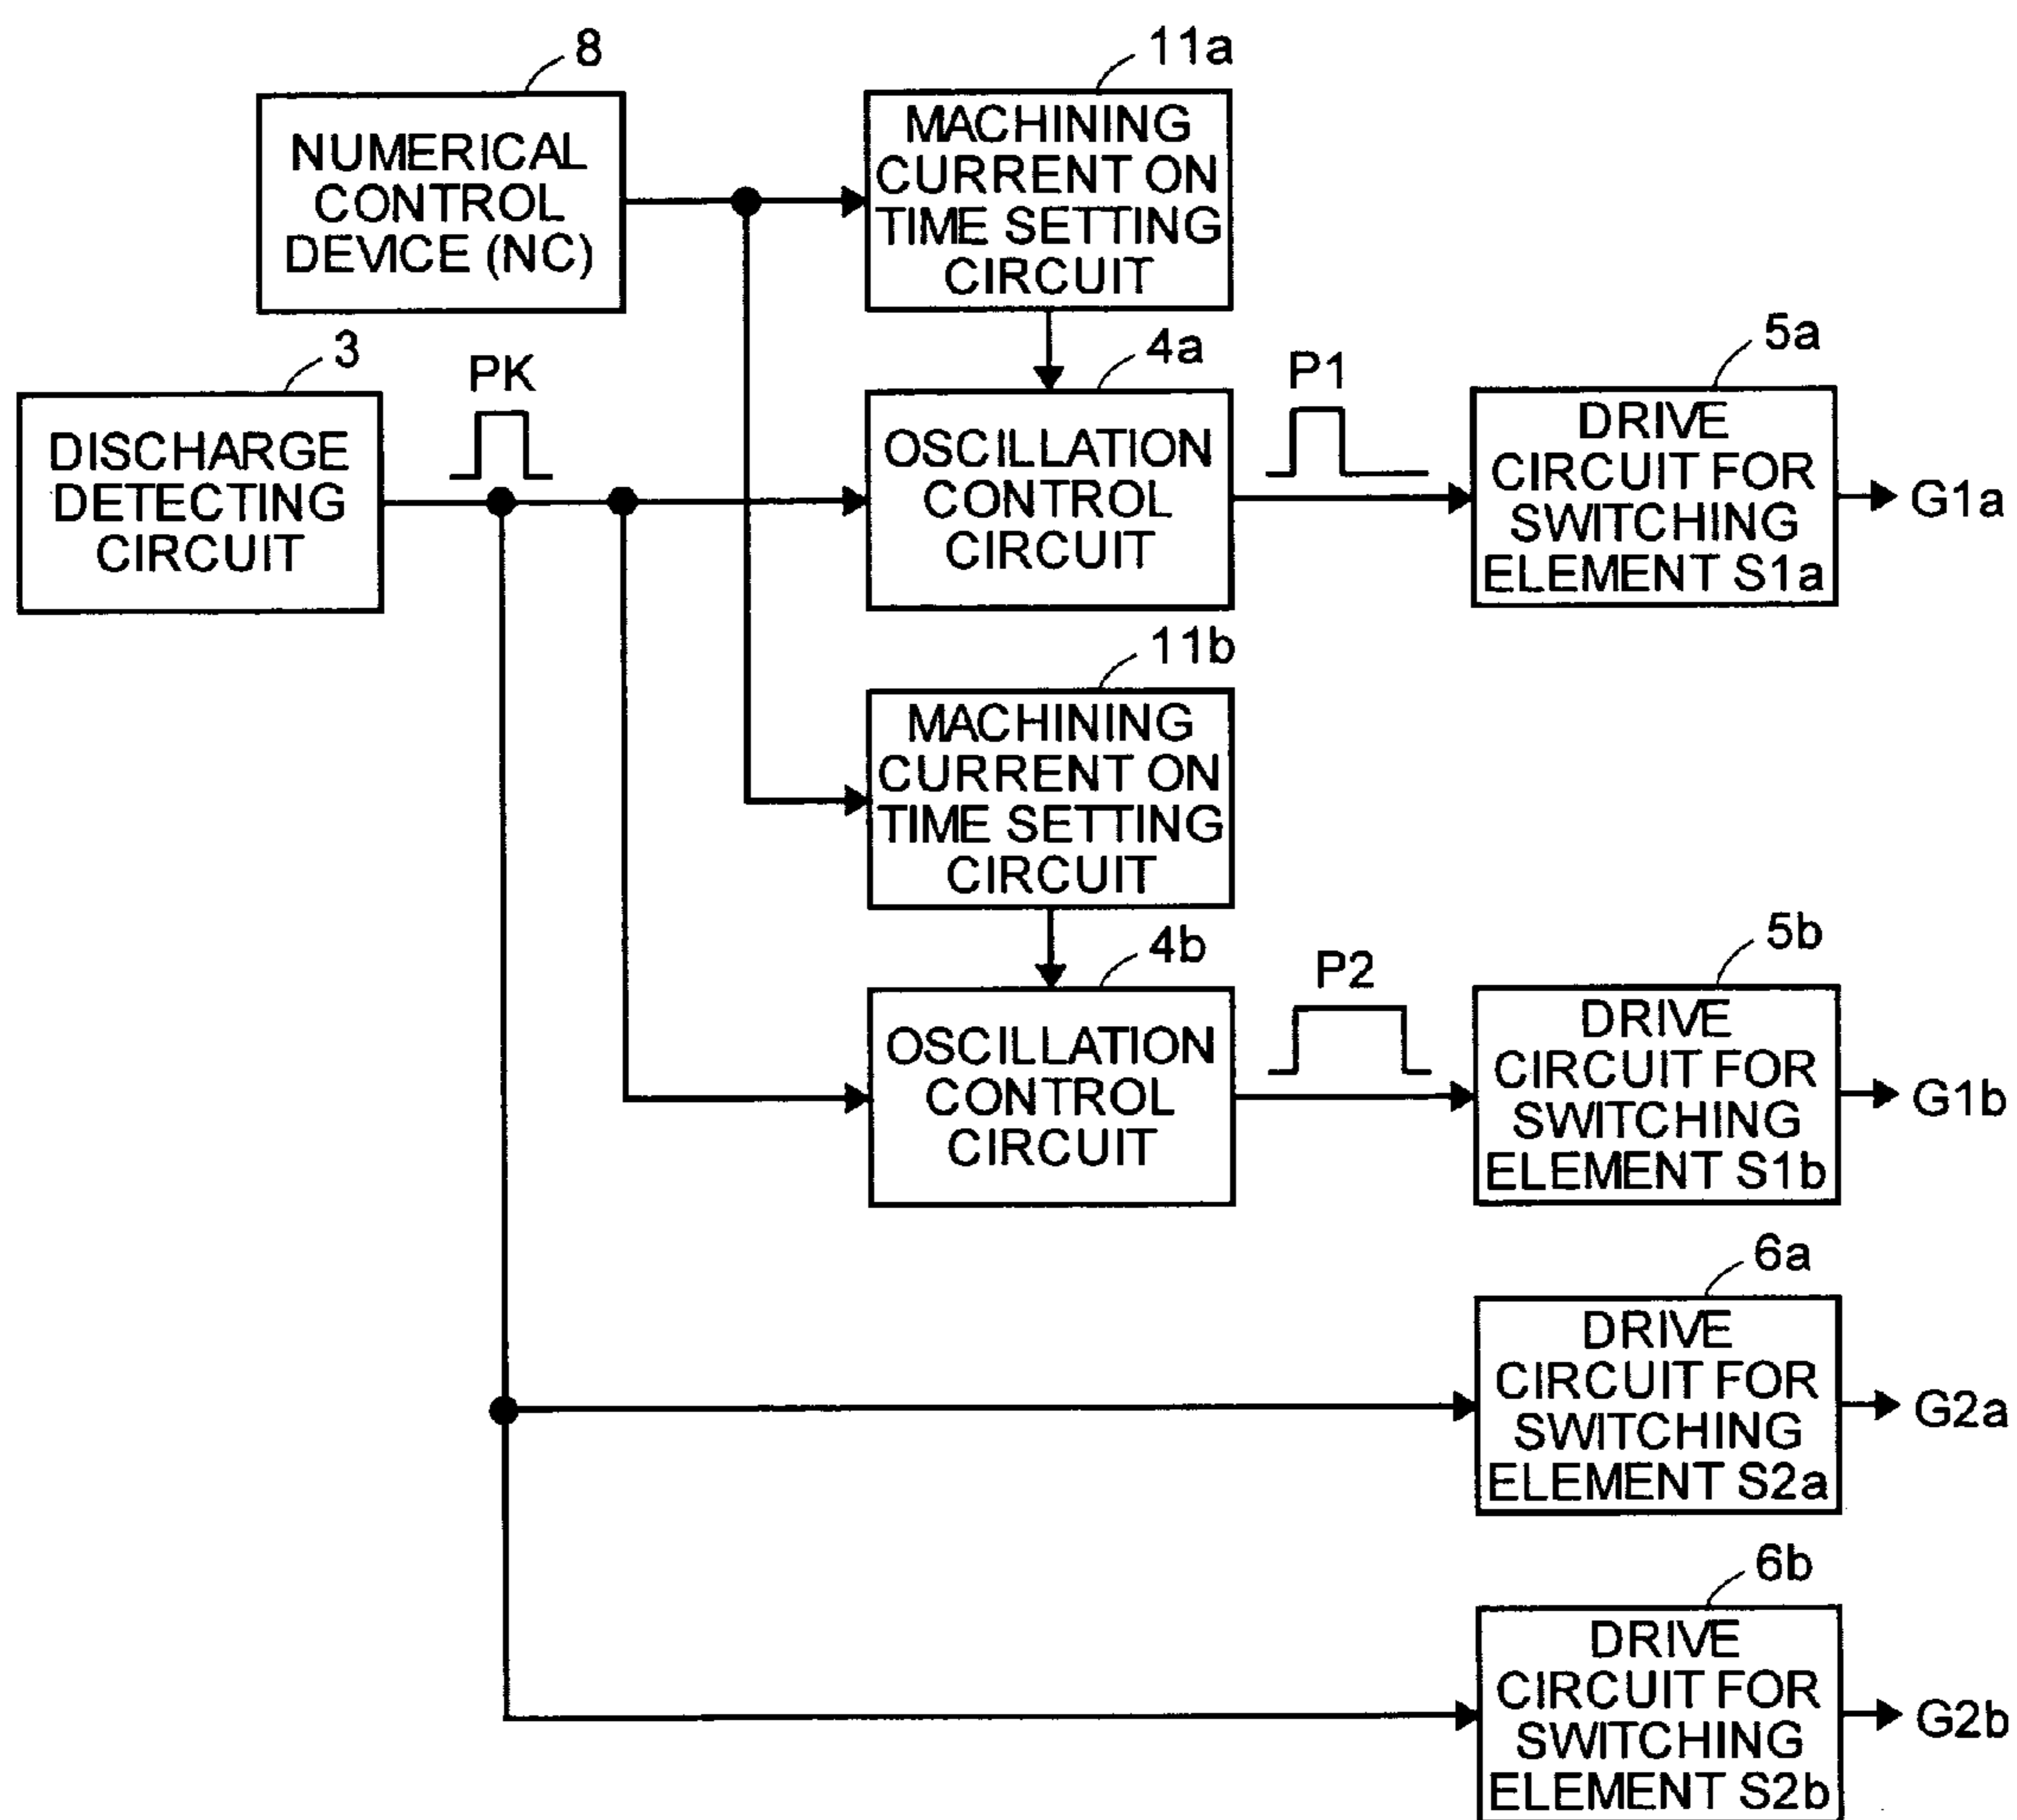 8
NUMERICAL
CONTROL
DEVICE (NC)
11a
MACHINING
CURRENT ON
TIME SETTING
CIRCUIT
3
DISCHARGE
DETECTING
CIRCUIT
PK
4a
OSCILLATION
CONTROL
CIRCUIT
P1
5a
DRIVE
CIRCUIT FOR
SWITCHING
ELEMENT S1a
G1a
11b
MACHINING
CURRENT ON
TIME SETTING
CIRCUIT
4b
OSCILLATION
CONTROL
CIRCUIT
P2
5b
DRIVE
CIRCUIT FOR
SWITCHING
ELEMENT S1b
G1b
6a
DRIVE
CIRCUIT FOR
SWITCHING
ELEMENT S2a
G2a
6b
DRIVE
CIRCUIT FOR
SWITCHING
ELEMENT S2b
G2b